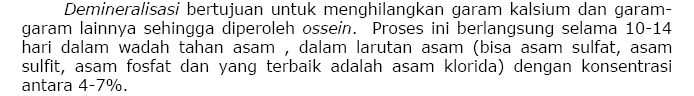 Demineralisasi bertujuan untuk menghilangkan garam kalsium dan garam-
garam lainnya sehingga diperoleh ossein.  Proses ini berlangsung selama 10-14
hari dalam wadah tahan asam , dalam larutan asam (bisa asam sulfat, asam
sulfit, asam fosfat dan yang terbaik adalah asam klorida) dengan konsentrasi
antara 4-7%.